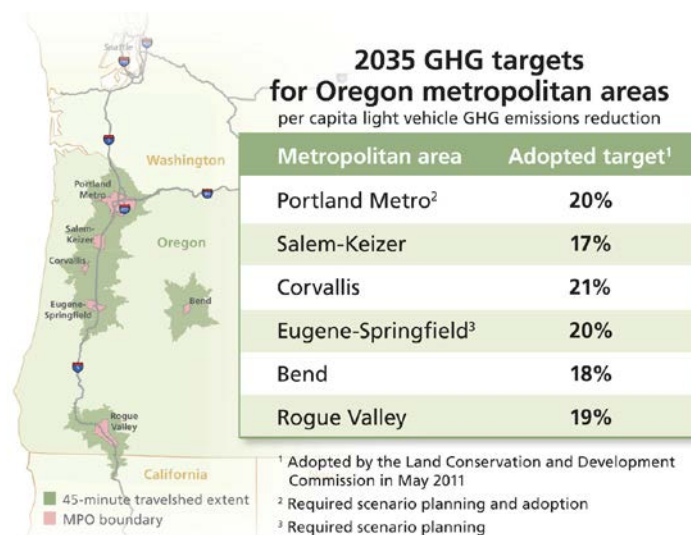 2035 GHG targets
for Oregon metropolitan areas
per capita light vehicle GHG emissions reduction
Metropolitan area Adopted target¹
Portland Metro² 20%
Salem-Keizer 17%
Corvallis 21%
Eugene-Springfield³ 20%
Bend 18%
Rogue Valley 19%
¹ Adopted by the Land Conservation and Development
Commission in May 2011
² Required scenario planning and adoption
³ Required scenario planning
Seattle
Washington
Portland
Metro
Salem-
Keizer
Oregon
Corvallis
Eugene-
Springfield
Bend
Rogue
Valley
California
45-minute travelshed extent
MPO boundary